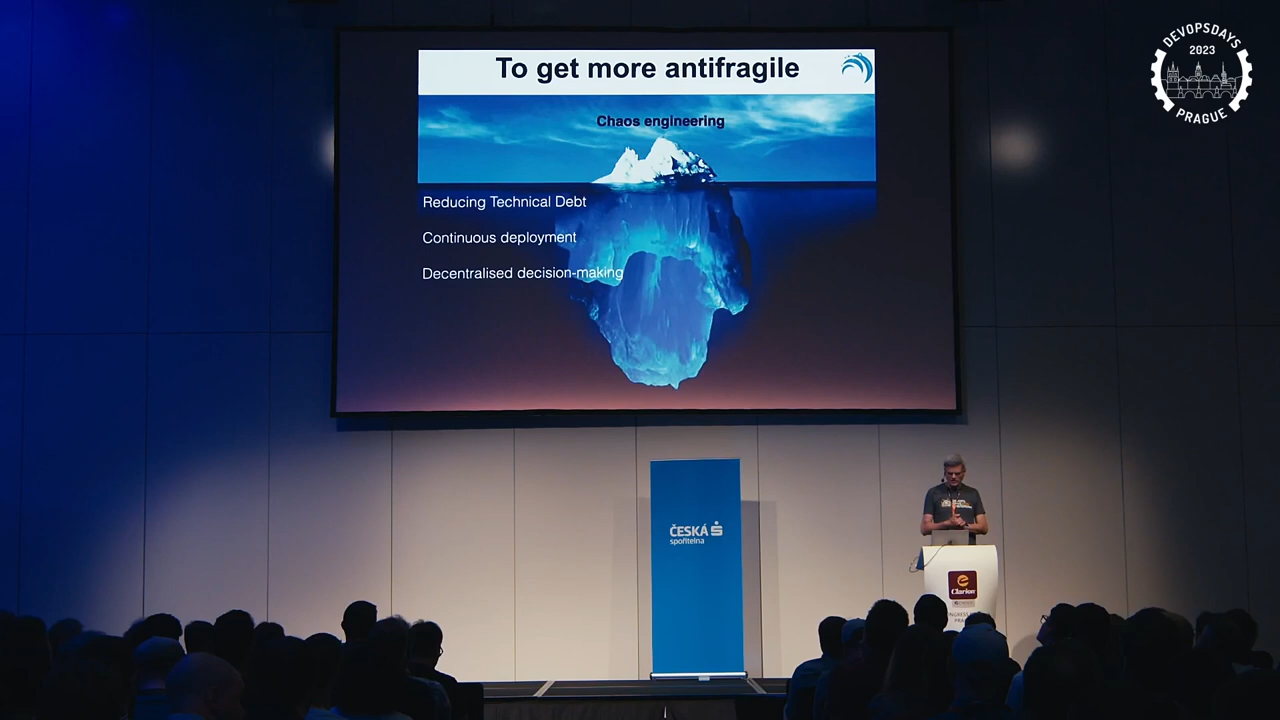 To get more antifragile
Chaos engineering
Reducing Technical Debt
Continuous deployment
Decentralised decision-making
DEVOPSDAYS
2023
PRAGUE
ČESKÁ
spořitelna
Clarion